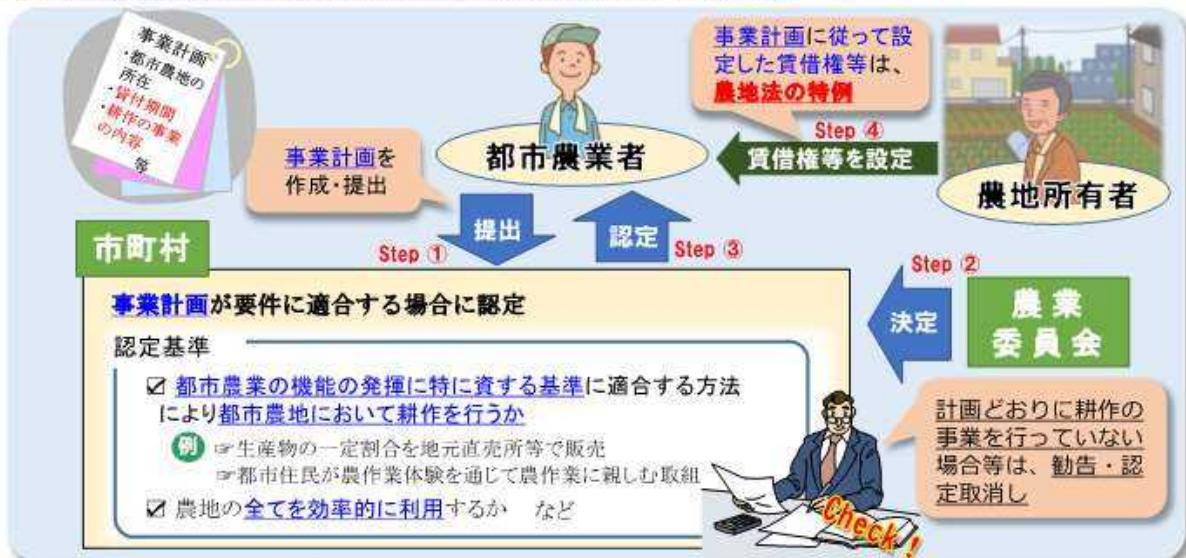 事業計画
・都市農地の
所在
・貸付期間
・耕作の事業
の内容
等
事業計画を
作成・提出
都市農業者
事業計画に従って設
定した賃借権等は、
農地法の特例
Step ④
賃借権等を設定
農地所有者
市町村
Step ①
提出
認定
Step ③
Step ②
決定
農業
委員会
事業計画が要件に適合する場合に認定
認定基準
☑ 都市農業の機能の発揮に特に資する基準に適合する方法
により都市農地において耕作を行うか
例 ☞生産物の一定割合を地元直売所等で販売
☞都市住民が農作業体験を通じて農作業に親しむ取組
☑ 農地の全てを効率的に利用するか など
Check!
計画どおりに耕作の
事業を行っていない
場合等は、勧告・認
定取消し